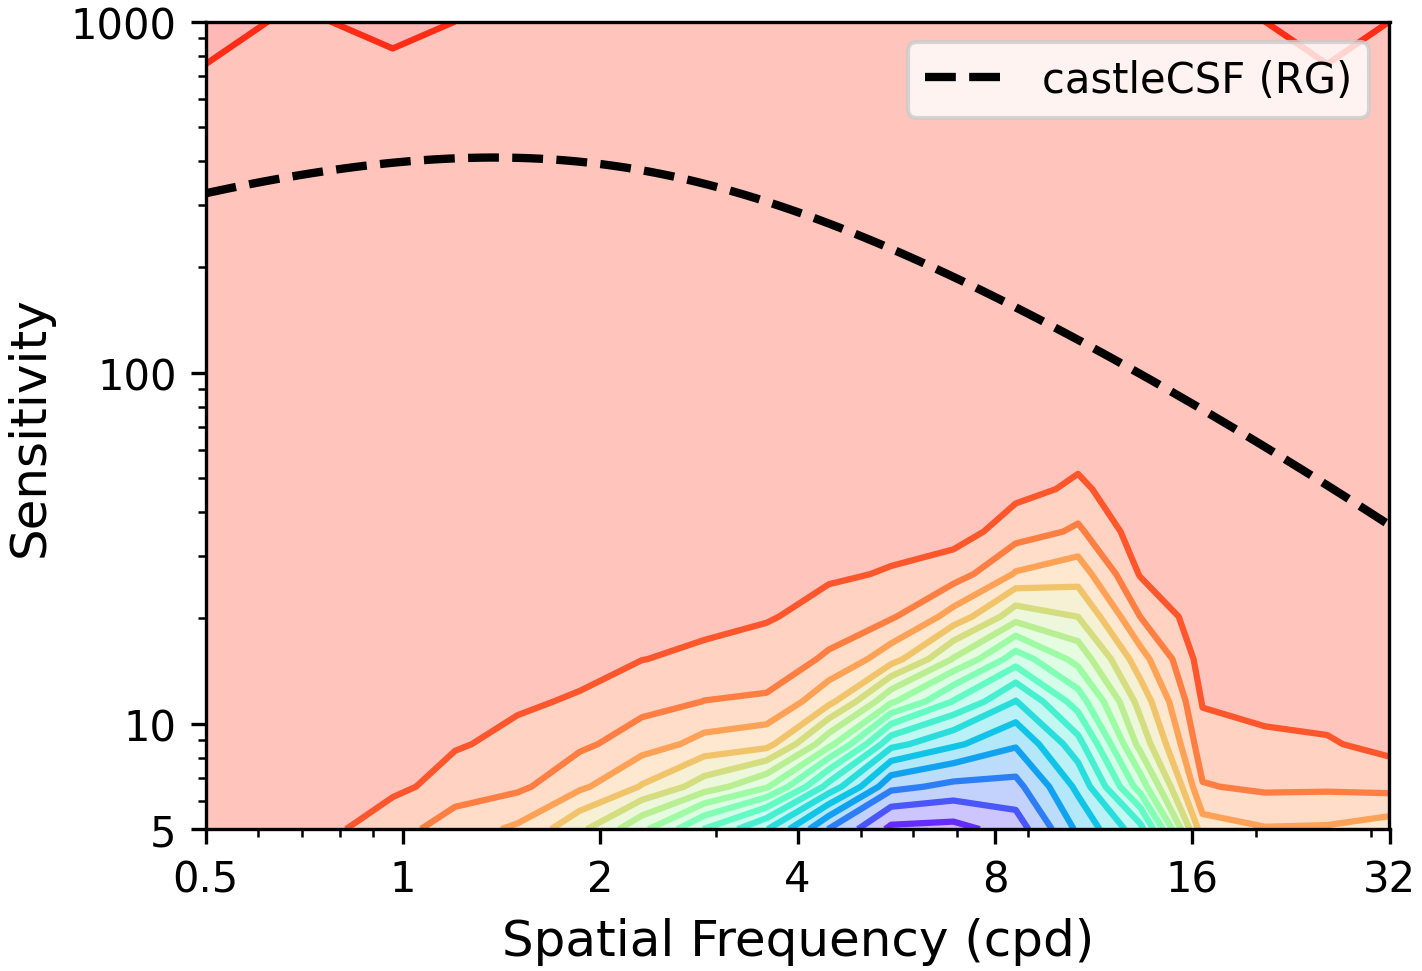 1000
castleCSF (RG)
100
Sensitivity
10
5
0.5 1 2 4 8 16 32
Spatial Frequency (cpd)